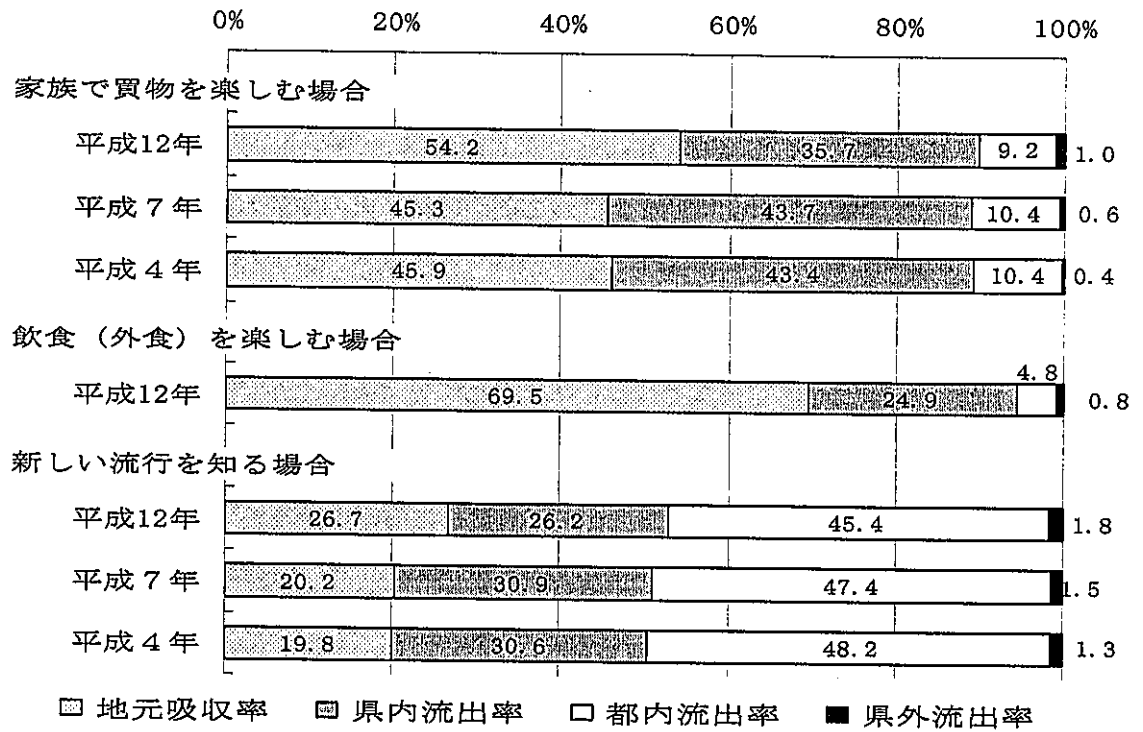 0% 20% 40% 60% 80% 100%
家族で買物を楽しむ場合
平成12年 54.2 35.7 9.2 1.0
平成7年 45.3 43.7 10.4 0.6
平成4年 45.9 43.4 10.4 0.4
飲食（外食）を楽しむ場合
平成12年 69.5 24.9 4.8 0.8
新しい流行を知る場合
平成12年 26.7 26.2 45.4 1.8
平成7年 20.2 30.9 47.4 1.5
平成4年 19.8 30.6 48.2 1.3
地元吸収率 県内流出率 都内流出率 県外流出率